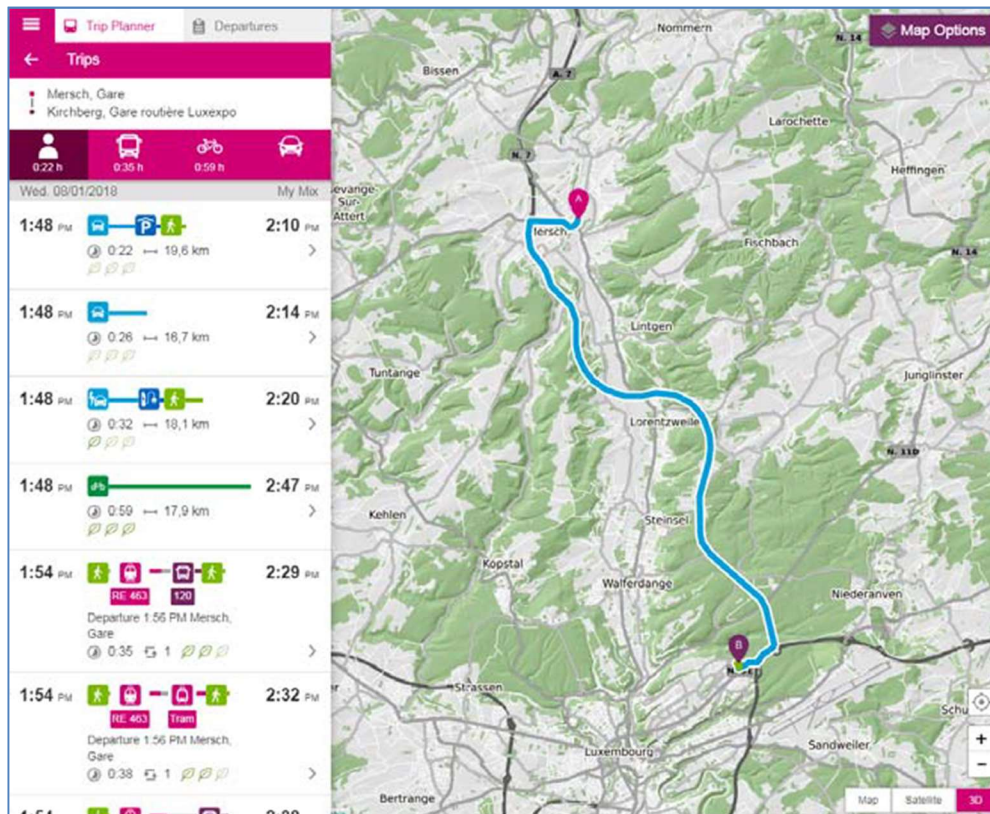 Trip Planner
Departures
Trips
Mersch, Gare
Kirchberg, Gare routière Luxexpo
0:22 h
0:35 h
0:59 h
Wed. 08/01/2018
My Mix
1:48 PM
2:10 PM
0:22
19,6 km
1:48 PM
2:14 PM
0:26
16,7 km
1:48 PM
2:20 PM
0:32
18,1 km
1:48 PM
2:47 PM
0:59
17,9 km
1:54 PM
2:29 PM
RE 463
120
Departure 1:56 PM Mersch,
Gare
0:35
1
1:54 PM
2:32 PM
RE 463
Tram
Departure 1:56 PM Mersch,
Gare
0:38
1
Map Options
Nommern
N. 14
Bissen
A. 7
Larochette
N. 7
Heffingen
evange-
Sur-
Attert
A
Mersch
Fischbach
N. 14
Lintgen
Tuntange
Junglinster
Lorentzweile
N. 11D
Kehlen
Steinsel
Kopstal
Walferdange
Niederanven
B
Strassen
Schu
Luxembourg
Sandweiler
Bertrange
+
−
Map
Satellite
3D